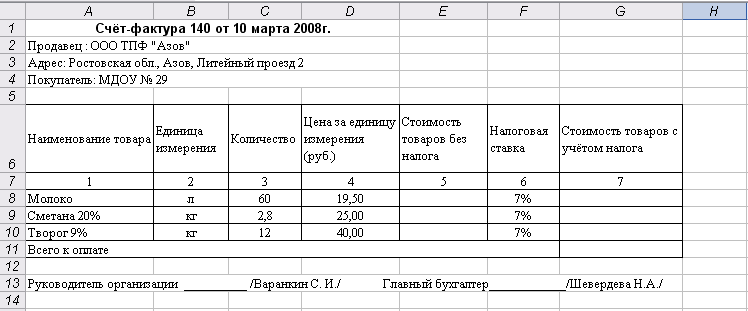 A B C D E F G H
1 Счёт-фактура 140 от 10 марта 2008г.
2 Продавец : ООО ТПФ "Азов"
3 Адрес: Ростовская обл., Азов, Литейный проезд 2
4 Покупатель: МДОУ № 29
5
6 Наименование товара Единица измерения Количество Цена за единицу измерения (руб.) Стоимость товаров без налога Налоговая ставка Стоимость товаров с учётом налога
7 1 2 3 4 5 6 7
8 Молоко л 60 19,50 7%
9 Сметана 20% кг 2,8 25,00 7%
10 Творог 9% кг 12 40,00 7%
11 Всего к оплате
12
13 Руководитель организации __________ /Варанкин С. И./ Главный бухгалтер____________ /Шевердева Н.А./
14